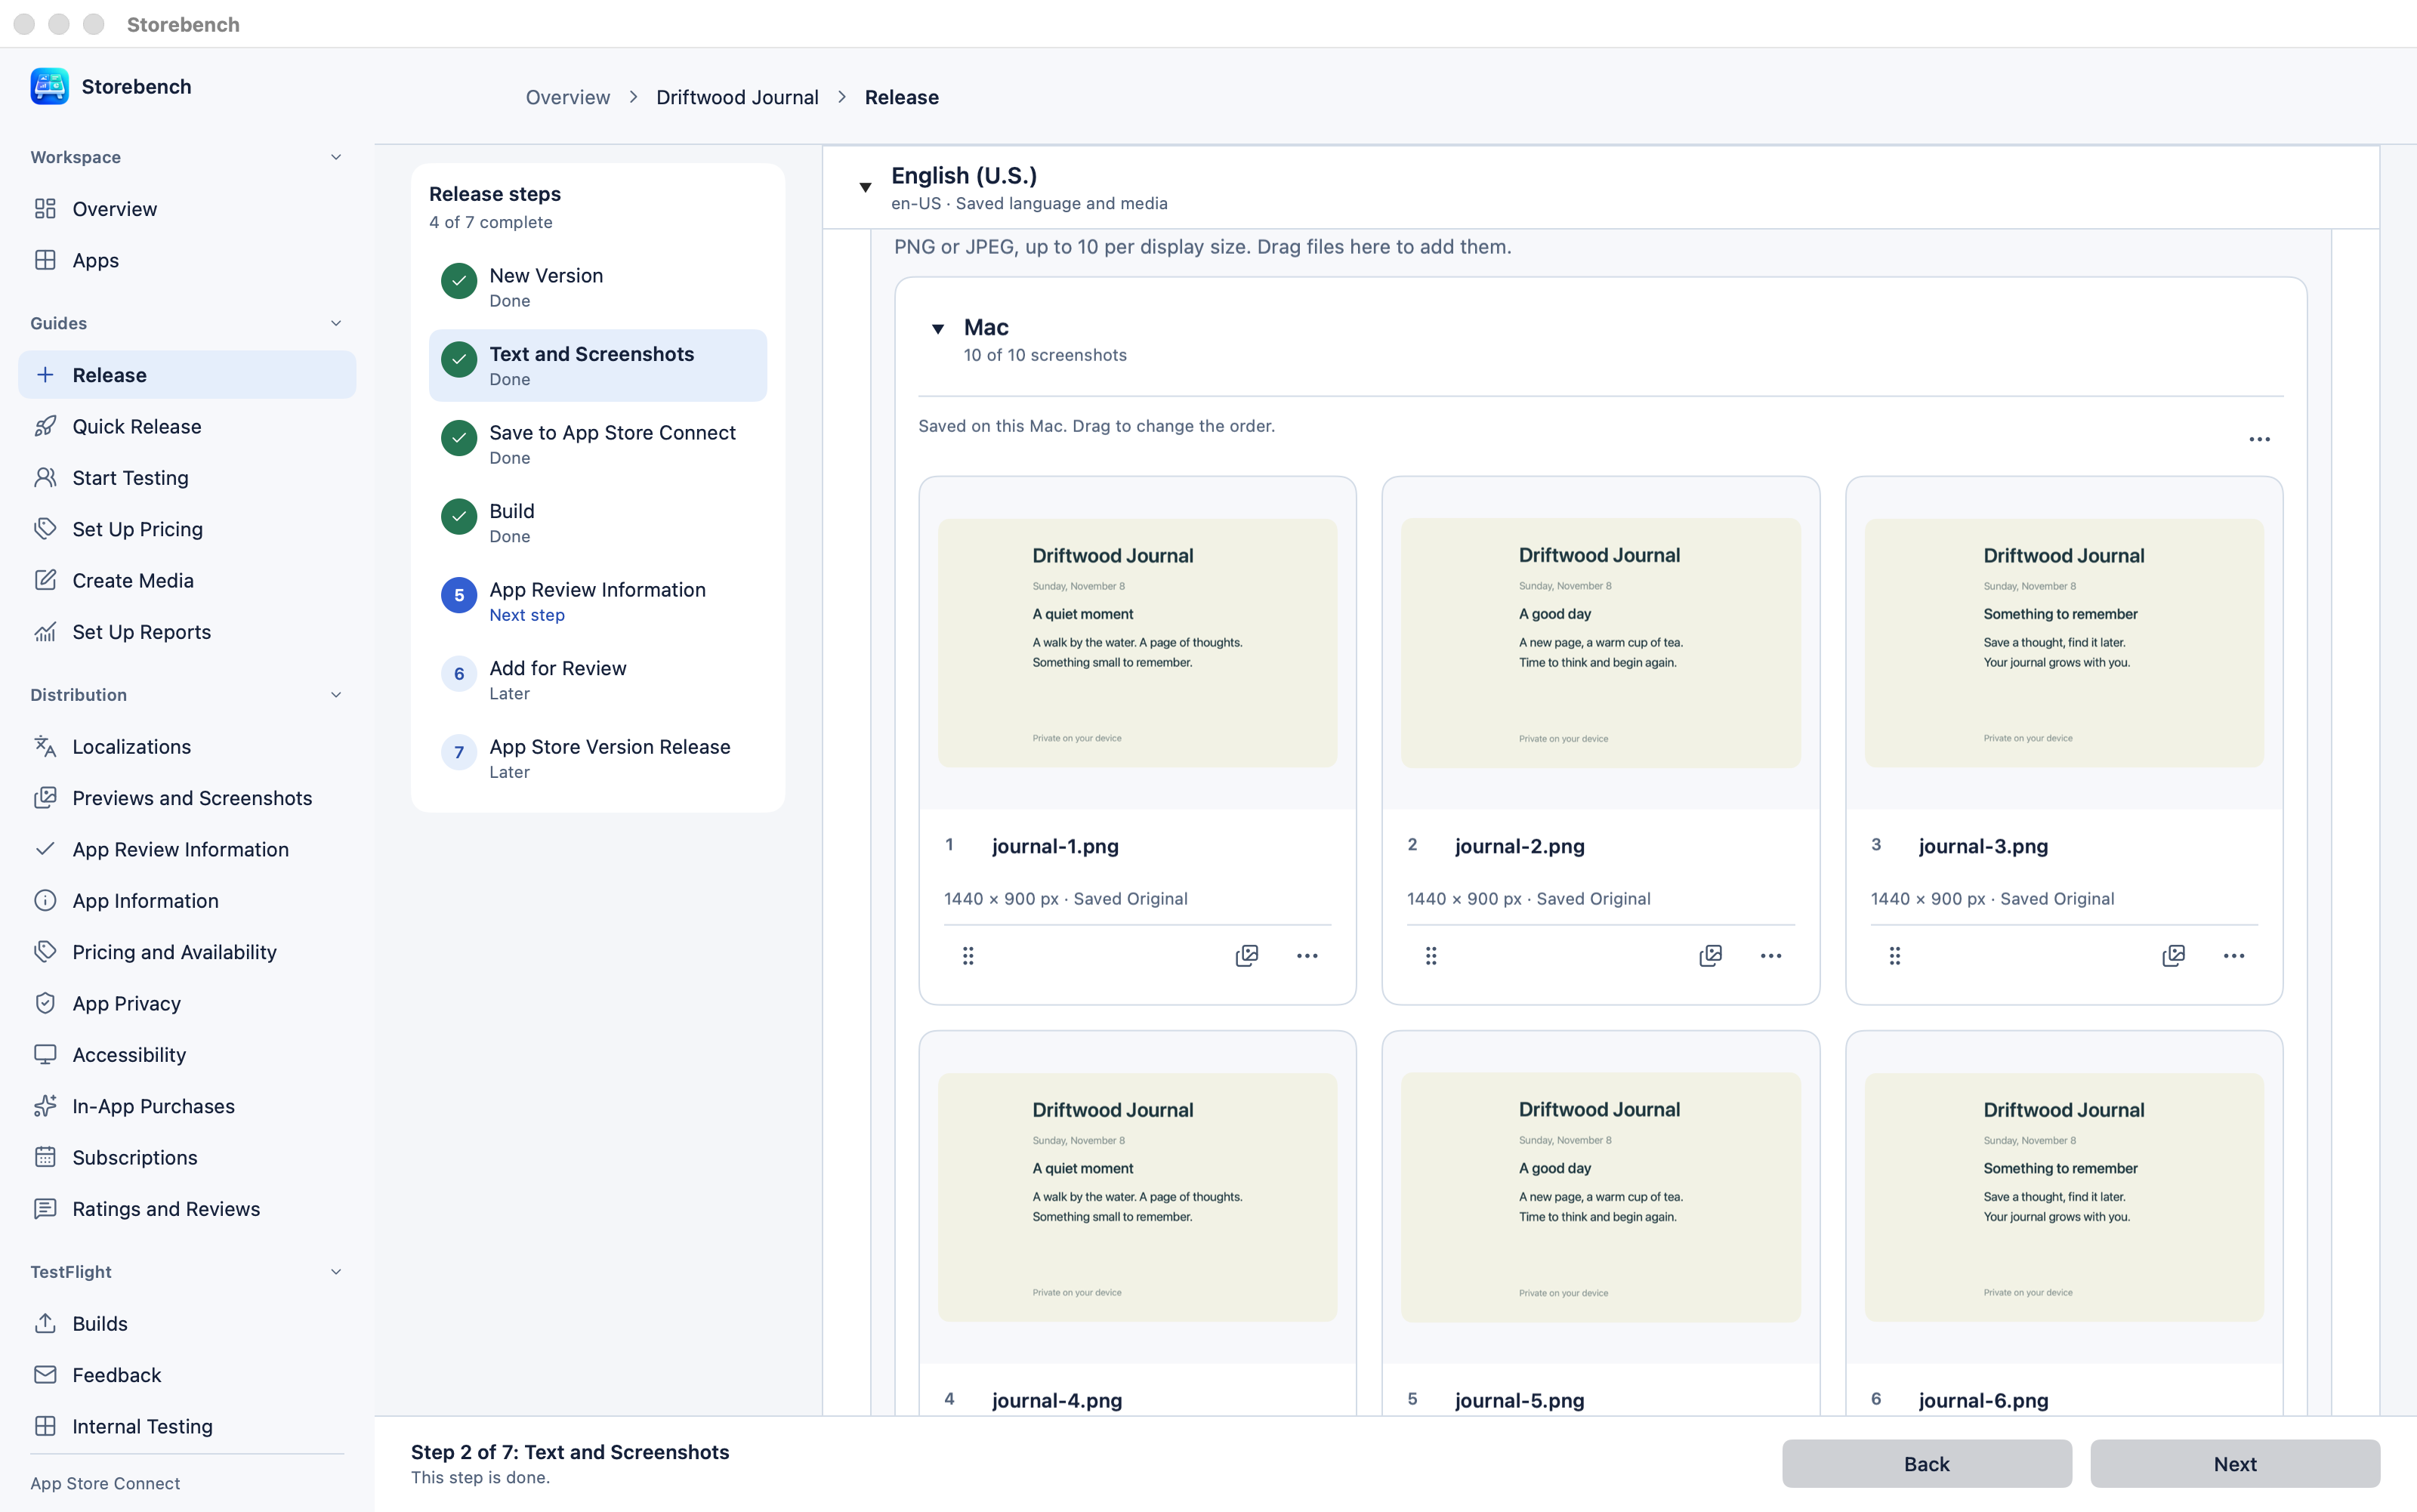 Storebench
Storebench
Workspace
Overview
Apps
Guides
Release
Quick Release
Start Testing
Set Up Pricing
Create Media
Set Up Reports
Distribution
Localizations
Previews and Screenshots
App Review Information
App Information
Pricing and Availability
App Privacy
Accessibility
In-App Purchases
Subscriptions
Ratings and Reviews
TestFlight
Builds
Feedback
Internal Testing
App Store Connect
Overview > Driftwood Journal > Release
Release steps
4 of 7 complete
New Version
Done
Text and Screenshots
Done
Save to App Store Connect
Done
Build
Done
5 App Review Information
Next step
6 Add for Review
Later
7 App Store Version Release
Later
English (U.S.)
en-US · Saved language and media
PNG or JPEG, up to 10 per display size. Drag files here to add them.
Mac
10 of 10 screenshots
Saved on this Mac. Drag to change the order.
Driftwood Journal
Sunday, November 8
A quiet moment
A walk by the water. A page of thoughts.
Something small to remember.
Private on your device
1 journal-1.png
1440 × 900 px · Saved Original
Driftwood Journal
Sunday, November 8
A good day
A new page, a warm cup of tea.
Time to think and begin again.
Private on your device
2 journal-2.png
1440 × 900 px · Saved Original
Driftwood Journal
Sunday, November 8
Something to remember
Save a thought, find it later.
Your journal grows with you.
Private on your device
3 journal-3.png
1440 × 900 px · Saved Original
Driftwood Journal
Sunday, November 8
A quiet moment
A walk by the water. A page of thoughts.
Something small to remember.
Private on your device
4 journal-4.png
Driftwood Journal
Sunday, November 8
A good day
A new page, a warm cup of tea.
Time to think and begin again.
Private on your device
5 journal-5.png
Driftwood Journal
Sunday, November 8
Something to remember
Save a thought, find it later.
Your journal grows with you.
Private on your device
6 journal-6.png
Step 2 of 7: Text and Screenshots
This step is done.
Back
Next